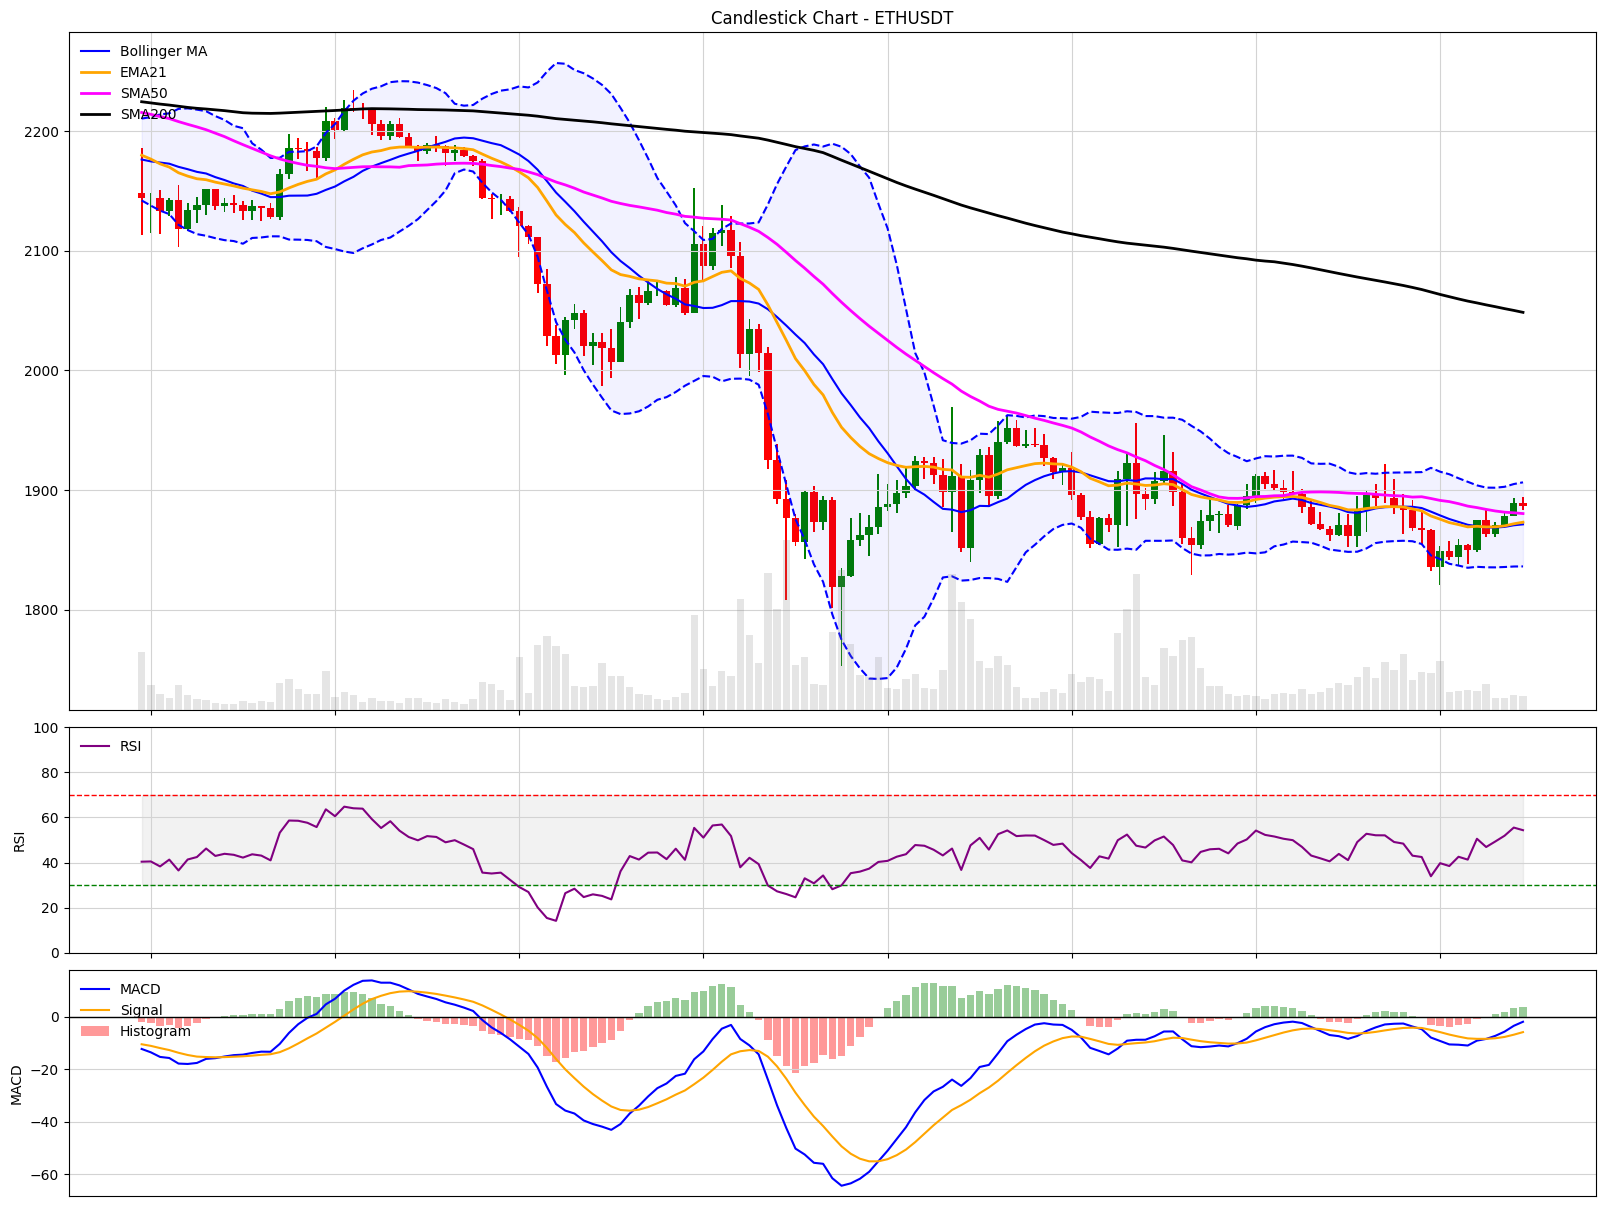 Candlestick Chart - ETHUSDT
Bollinger MA
EMA21
SMA50
SMA200
2200
2100
2000
1900
1800
RSI
100
80
60
40
20
0
RSI
MACD
Signal
Histogram
0
−20
−40
−60
MACD